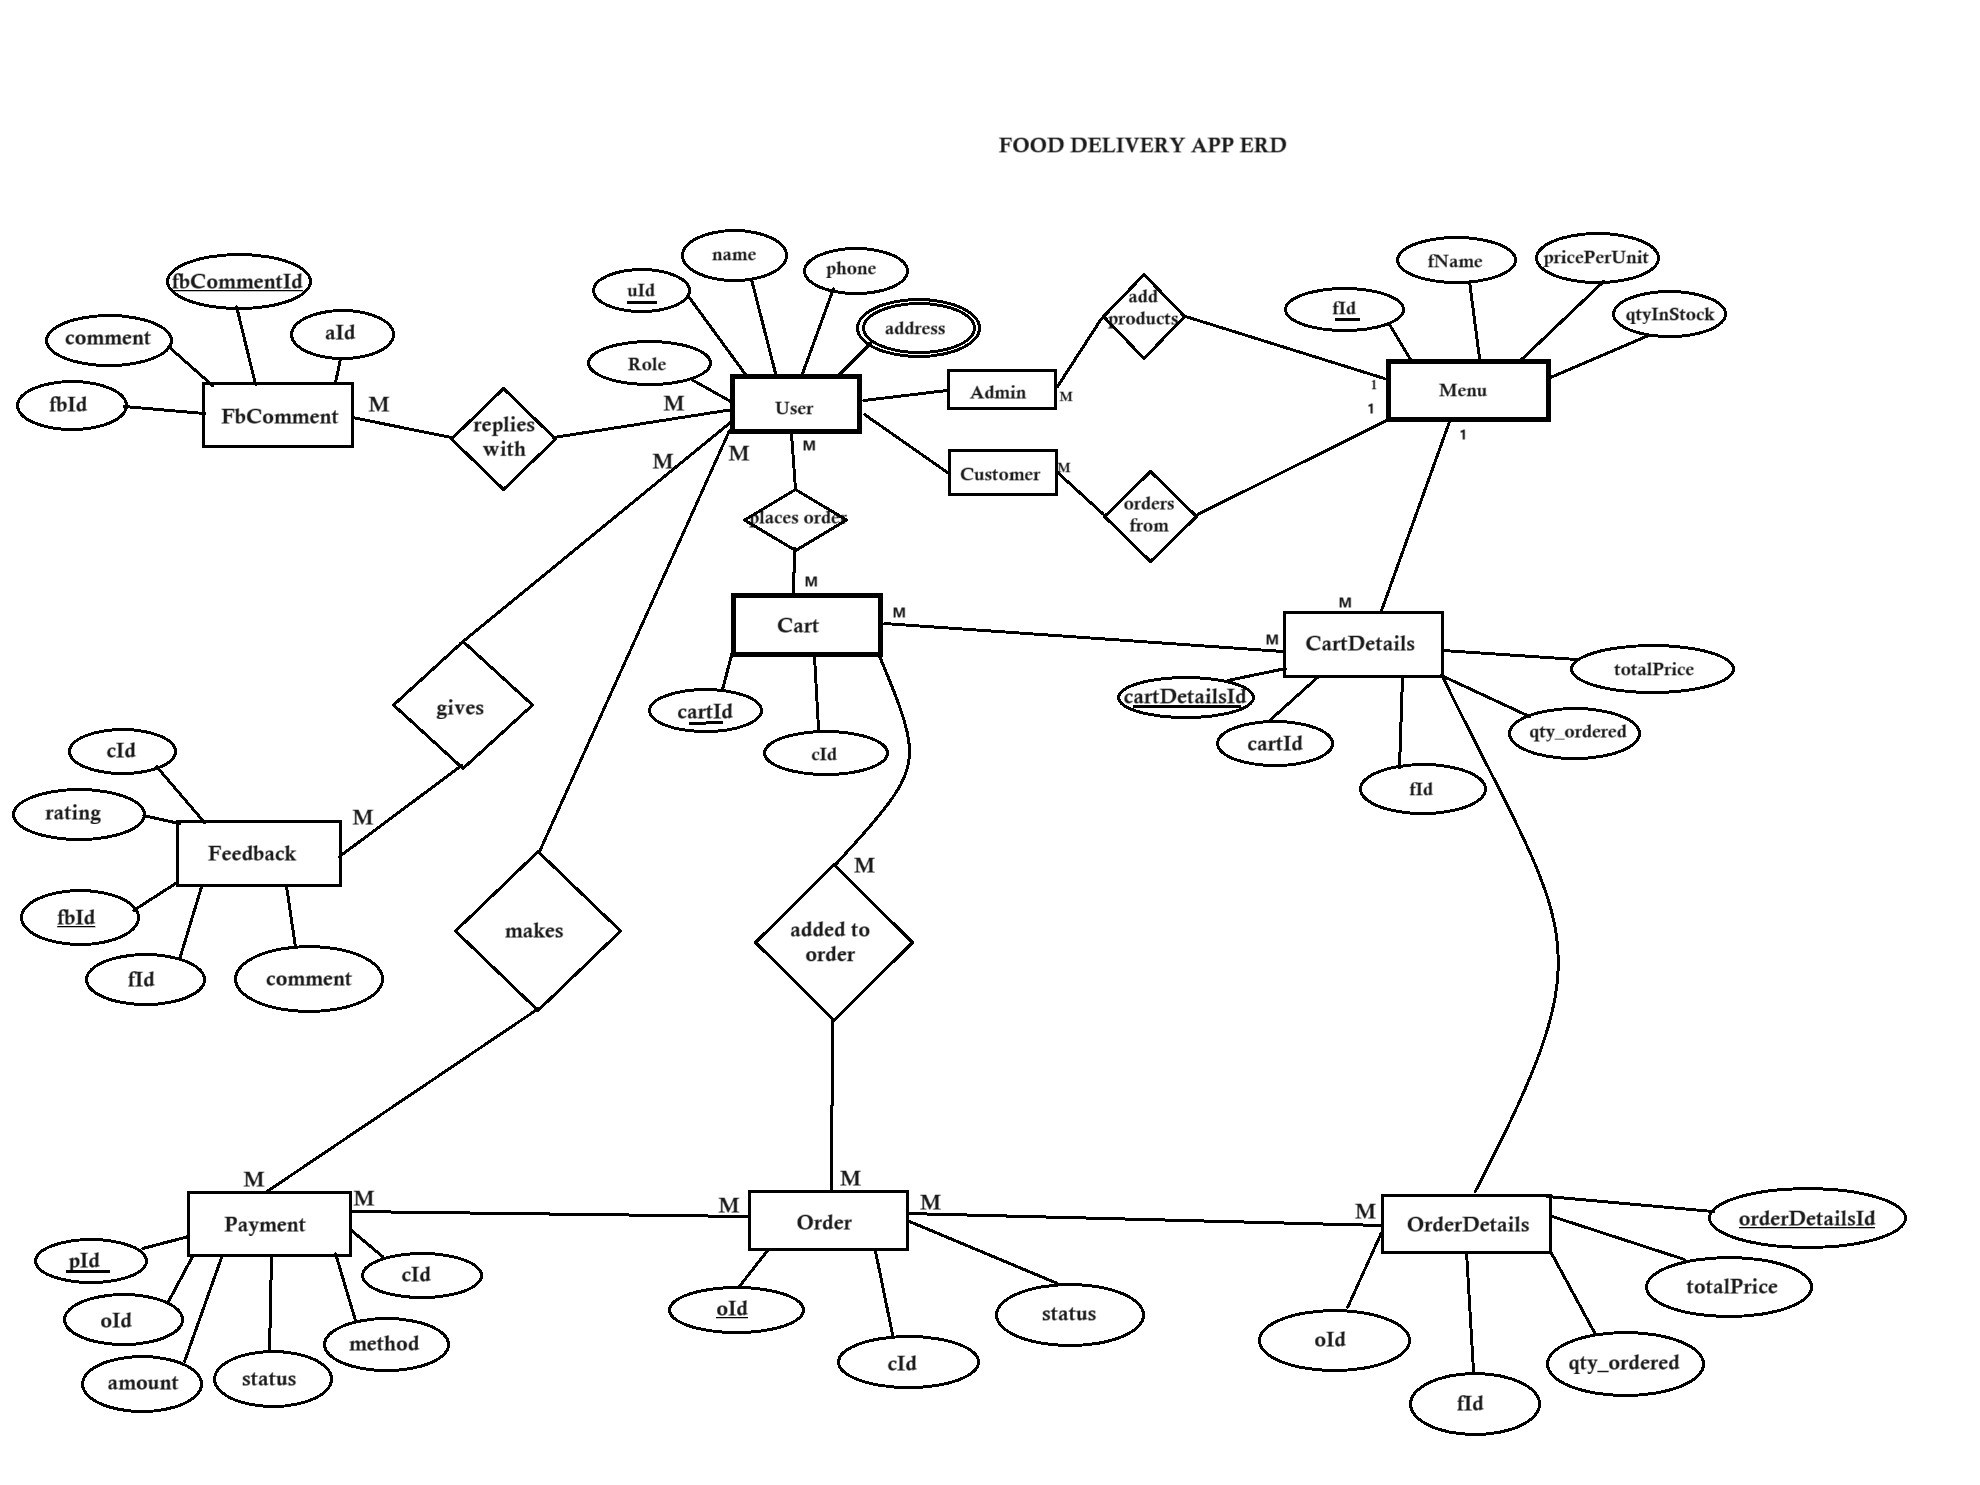 FOOD DELIVERY APP ERD
name
phone
uId
address
Role
User
fbCommentId
comment
aId
fbId
FbComment
M
replies
with
M
M
M
M
Admin
M
add
products
Customer
M
orders
from
fName
pricePerUnit
fId
qtyInStock
Menu
1
1
1
places order
M
Cart
M
cartId
cId
M
M
CartDetails
totalPrice
cartDetailsId
cartId
qty_ordered
fId
gives
cId
rating
M
Feedback
fbId
fId
comment
makes
M
added to
order
M
M
Payment
pId
oId
cId
method
amount
status
M
M
M
Order
oId
status
cId
M
OrderDetails
orderDetailsId
totalPrice
oId
qty_ordered
fId